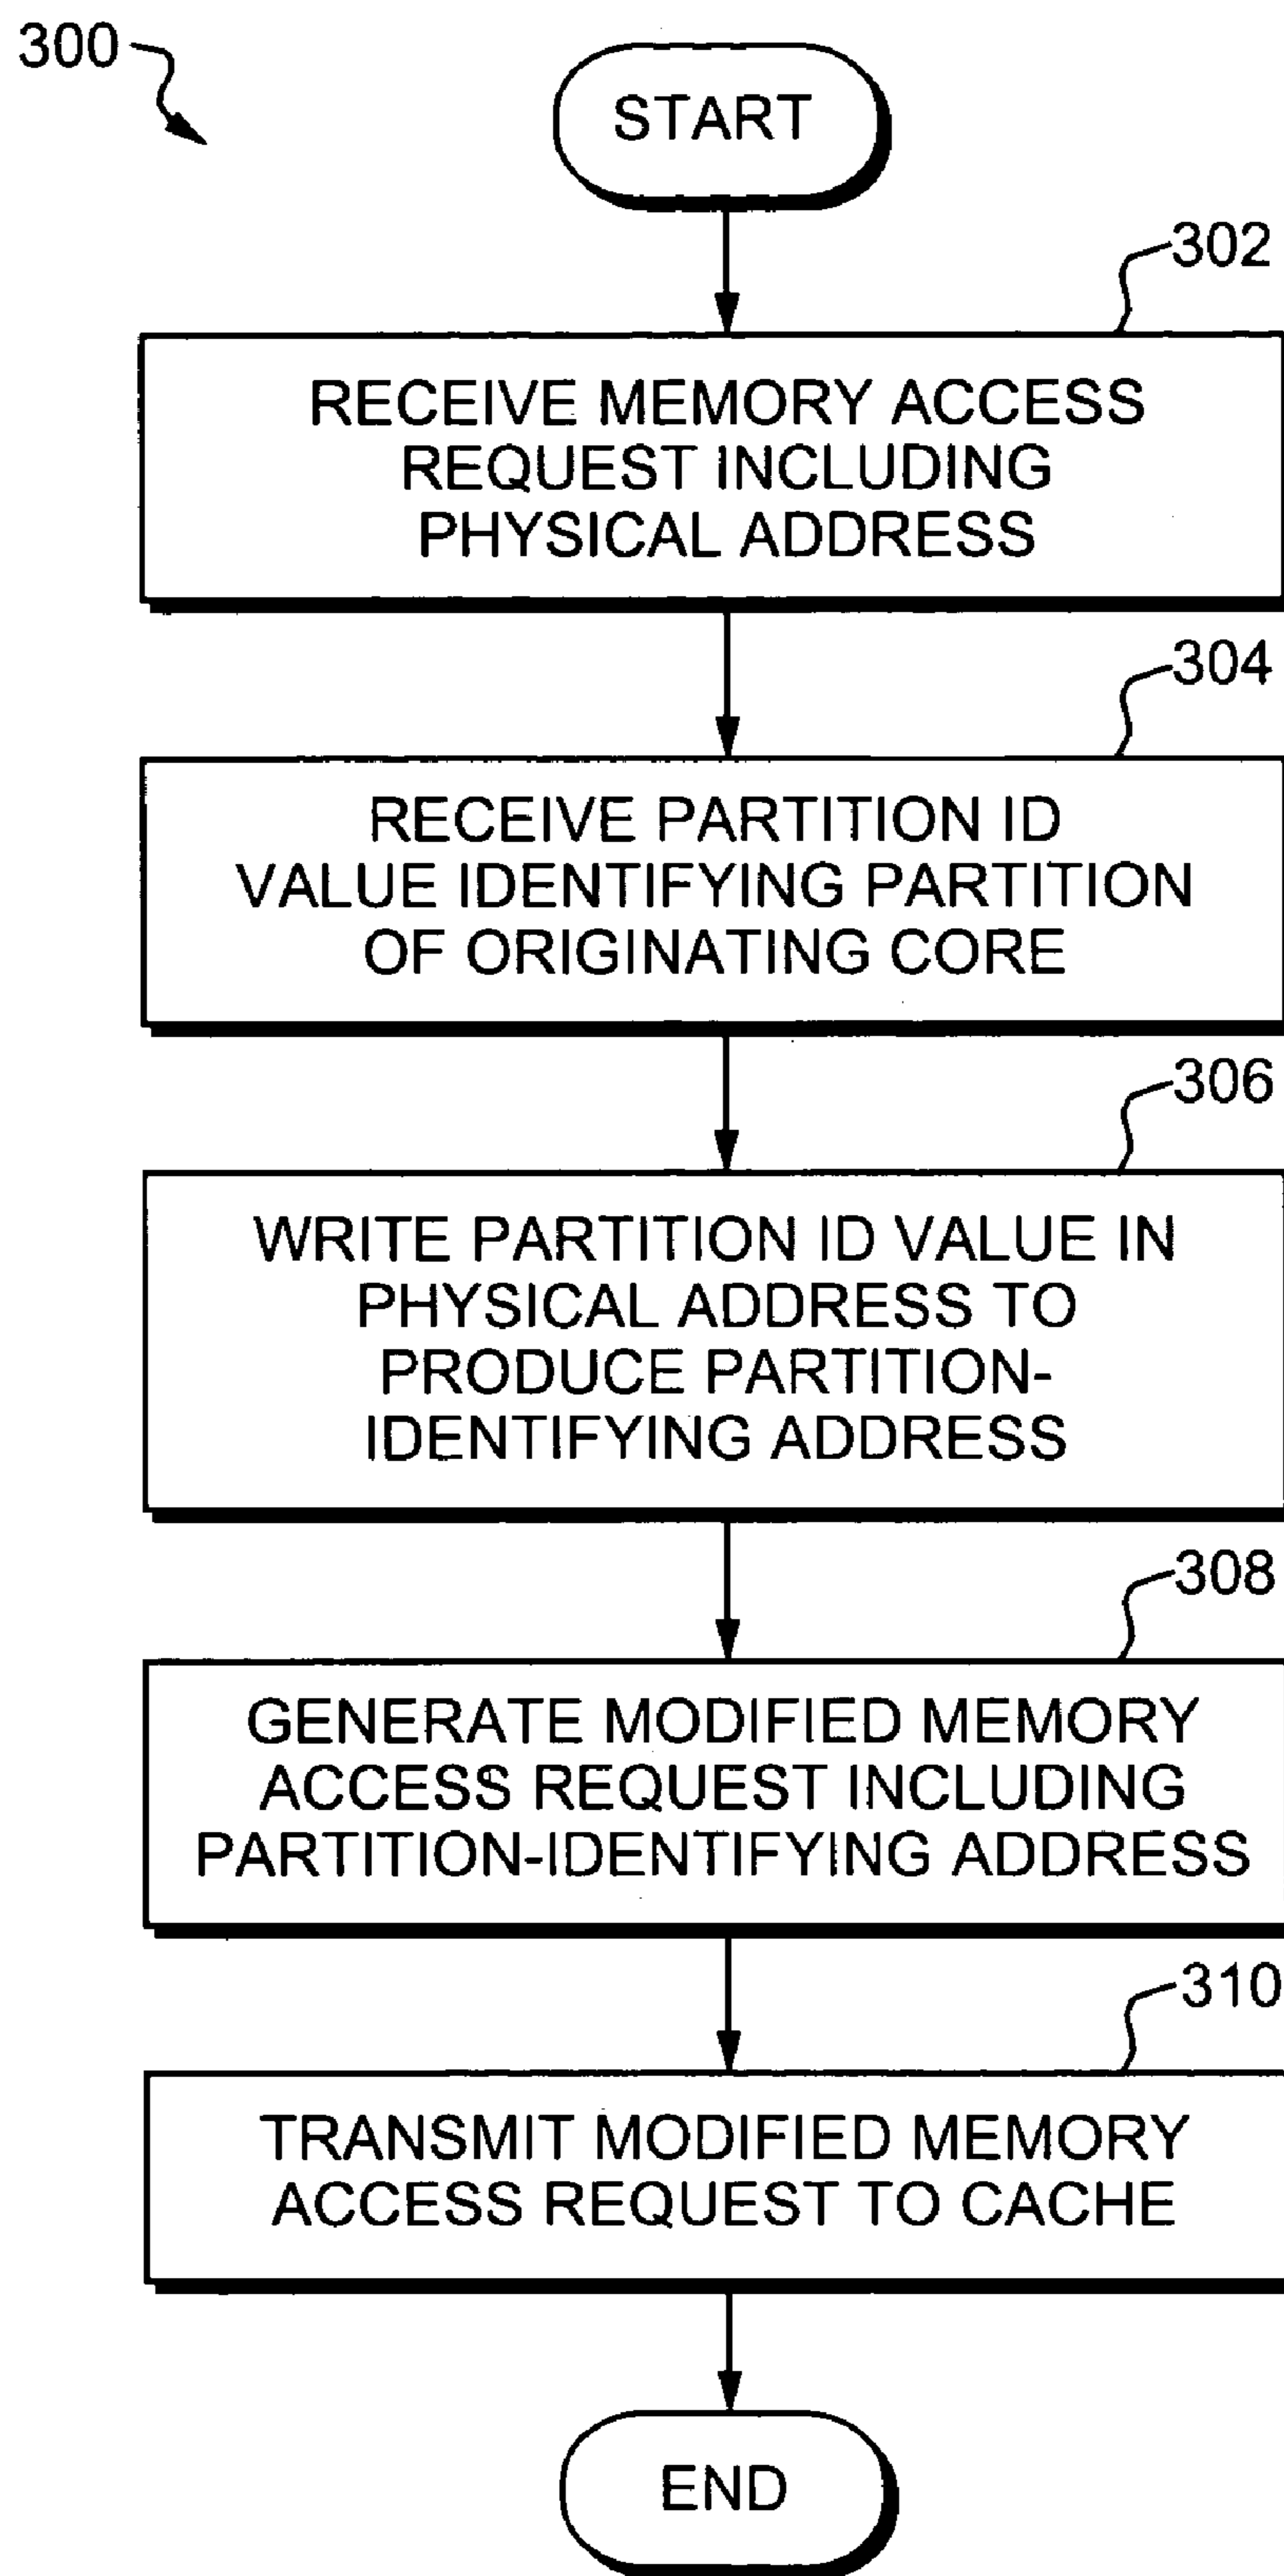 300
START
302
RECEIVE MEMORY ACCESS
REQUEST INCLUDING
PHYSICAL ADDRESS
304
RECEIVE PARTITION ID
VALUE IDENTIFYING PARTITION
OF ORIGINATING CORE
306
WRITE PARTITION ID VALUE IN
PHYSICAL ADDRESS TO
PRODUCE PARTITION-
IDENTIFYING ADDRESS
308
GENERATE MODIFIED MEMORY
ACCESS REQUEST INCLUDING
PARTITION-IDENTIFYING ADDRESS
310
TRANSMIT MODIFIED MEMORY
ACCESS REQUEST TO CACHE
END